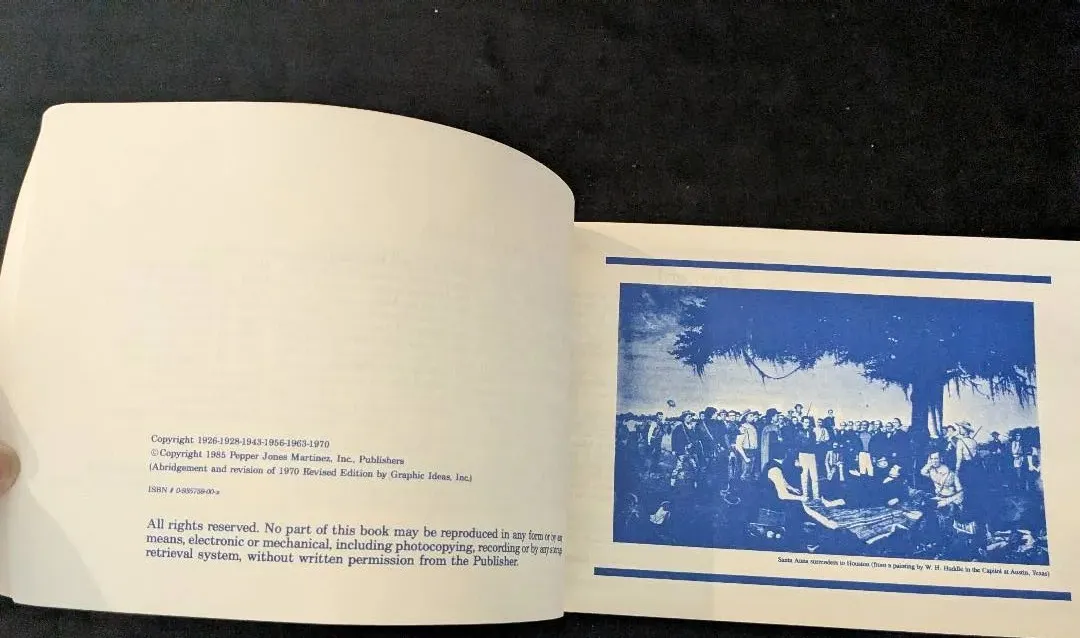 Copyright 1926-1928-1943-1956-1963-1970
©Copyright 1985 Pepper Jones Martinez, Inc., Publishers
(Abridgement and revision of 1970 Revised Edition by Graphic Ideas, Inc.)
ISBN #
All rights reserved. No part of this book may be reproduced in any form or by
means, electronic or mechanical, including photocopying, recording or by any
retrieval system, without written permission from the Publisher.
Santa Anna surrenders to Houston (from a painting by W. H. Huddle in the Capitol at Austin, Texas)